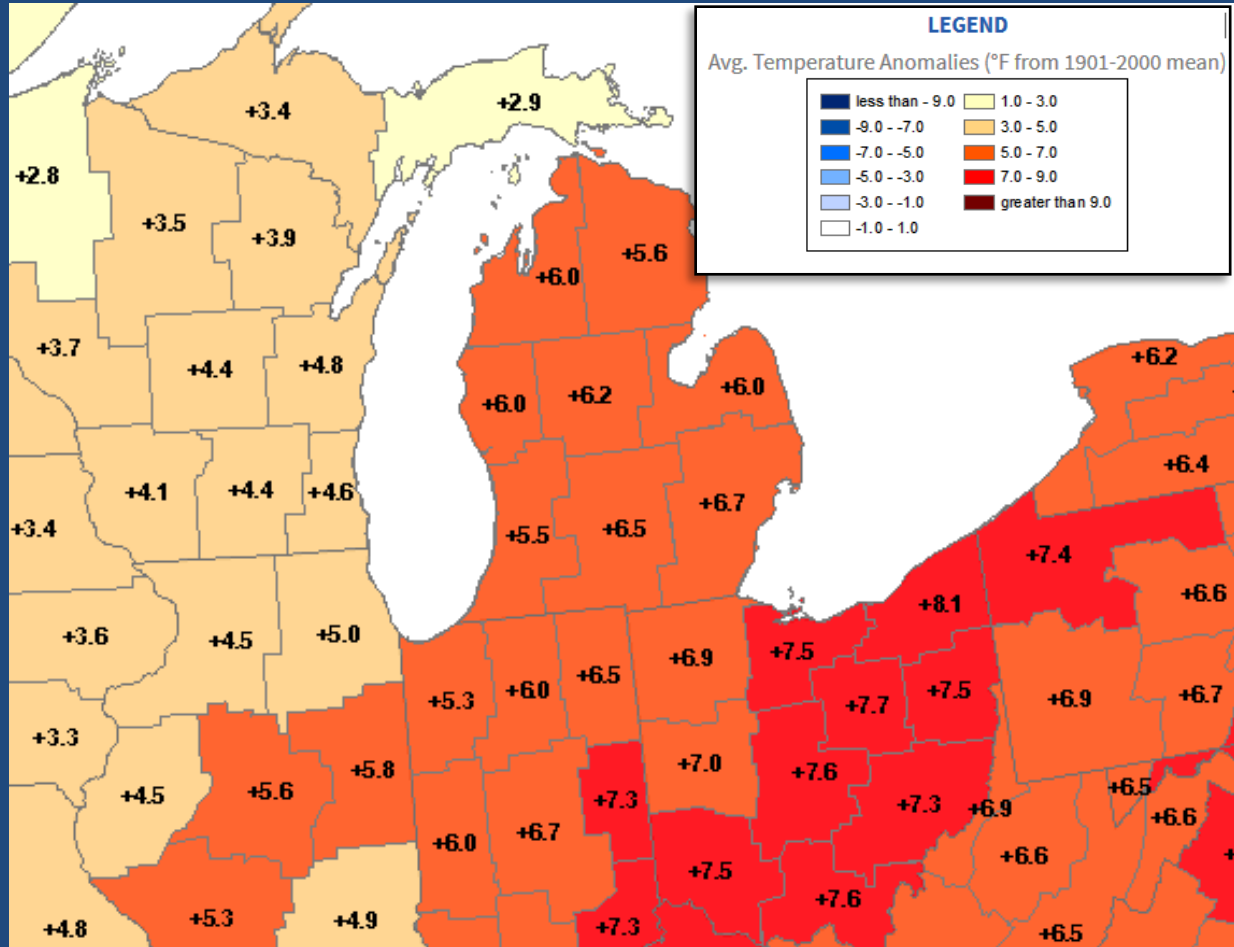 LEGEND
Avg. Temperature Anomalies (°F from 1901-2000 mean)
less than - 9.0 1.0 - 3.0
-9.0 - -7.0 3.0 - 5.0
-7.0 - -5.0 5.0 - 7.0
-5.0 - -3.0 7.0 - 9.0
-3.0 - -1.0 greater than 9.0
-1.0 - 1.0
+3.4 +2.9
+2.8
+3.5 +3.9
+6.0 +5.6
+3.7 +4.4 +4.8
+6.2
+6.0 +6.2 +6.0
+6.4
+4.1 +4.4 +4.6
+3.4 +5.5 +6.5 +6.7
+7.4
+8.1 +6.6
+3.6 +4.5 +5.0
+7.5
+5.3 +6.0 +6.5 +6.9
+7.7 +7.5 +6.9 +6.7
+3.3
+4.5 +5.6 +5.8 +7.3 +7.0 +7.6
+7.3 +6.9 +6.5
+6.0 +6.7 +6.6
+6.6
+7.5
+4.8 +5.3 +4.9 +7.3 +7.6 +6.5